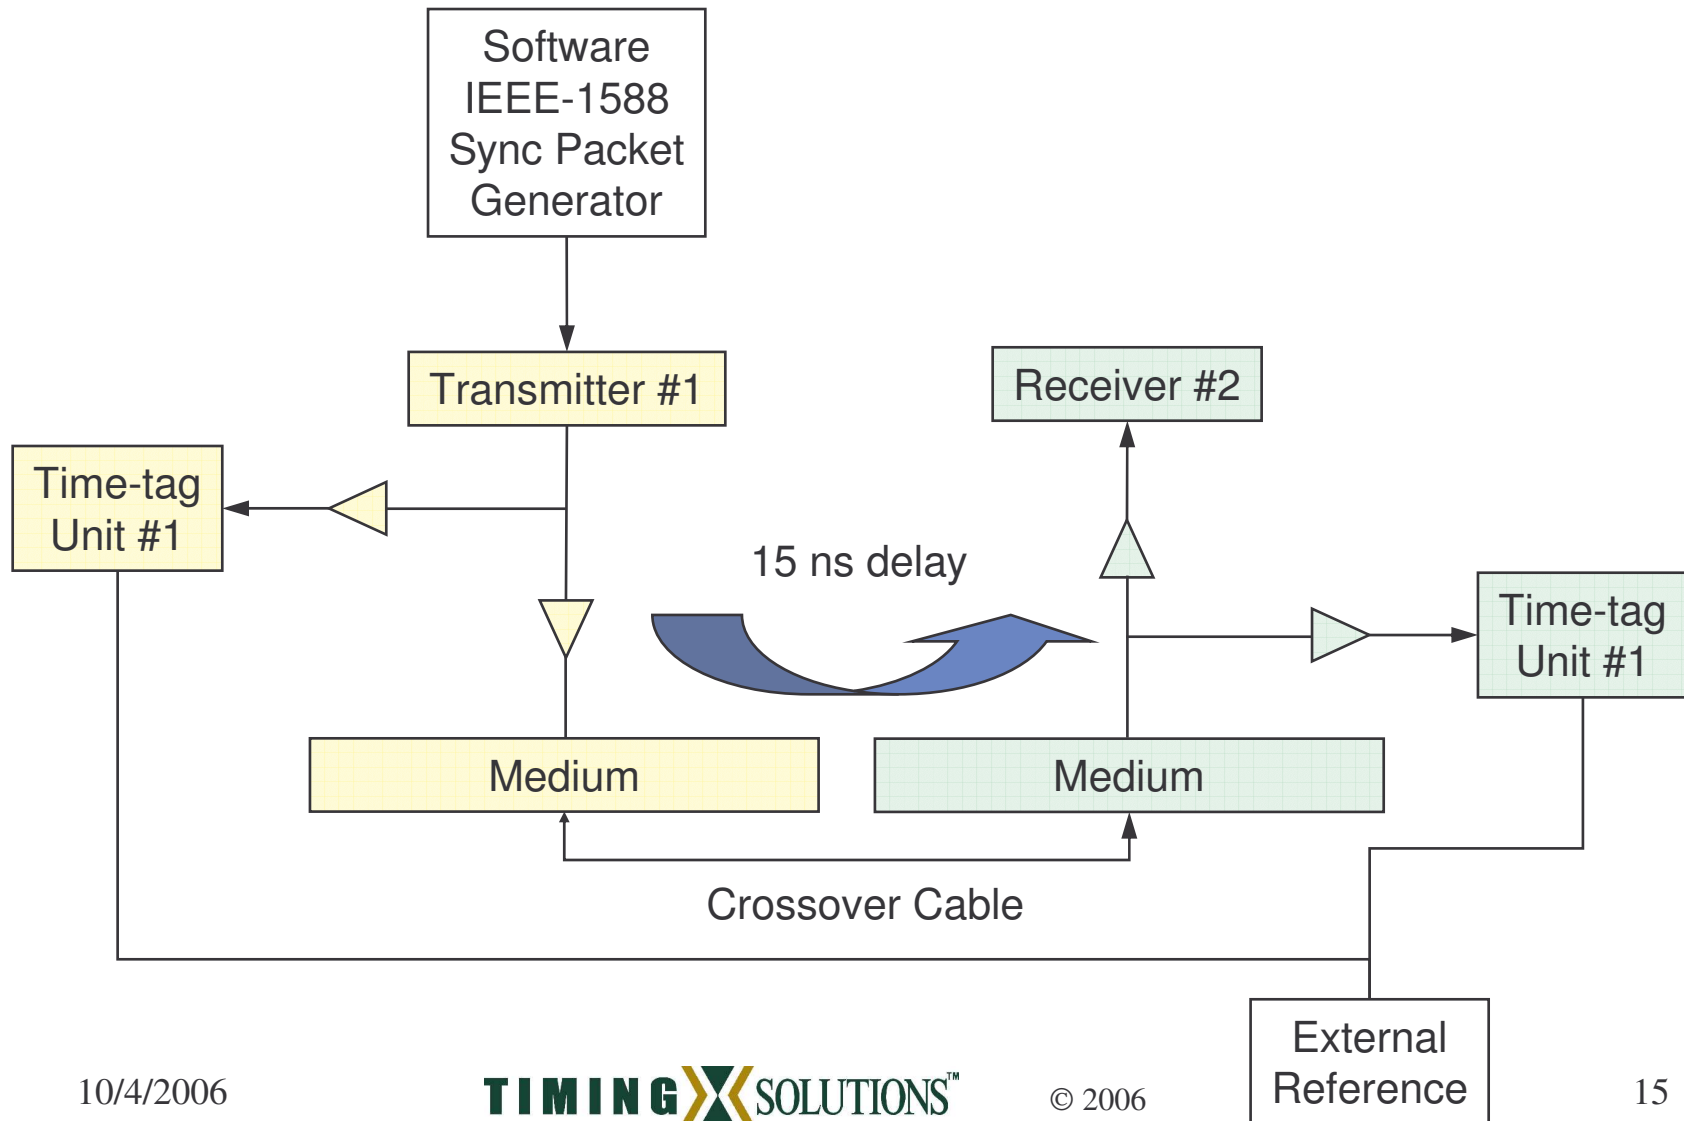 Software
IEEE-1588
Sync Packet
Generator
Transmitter #1
Receiver #2
Time-tag
Unit #1
15 ns delay
Time-tag
Unit #1
Medium
Medium
Crossover Cable
External
Reference
10/4/2006
TIMING SOLUTIONS™
© 2006
15